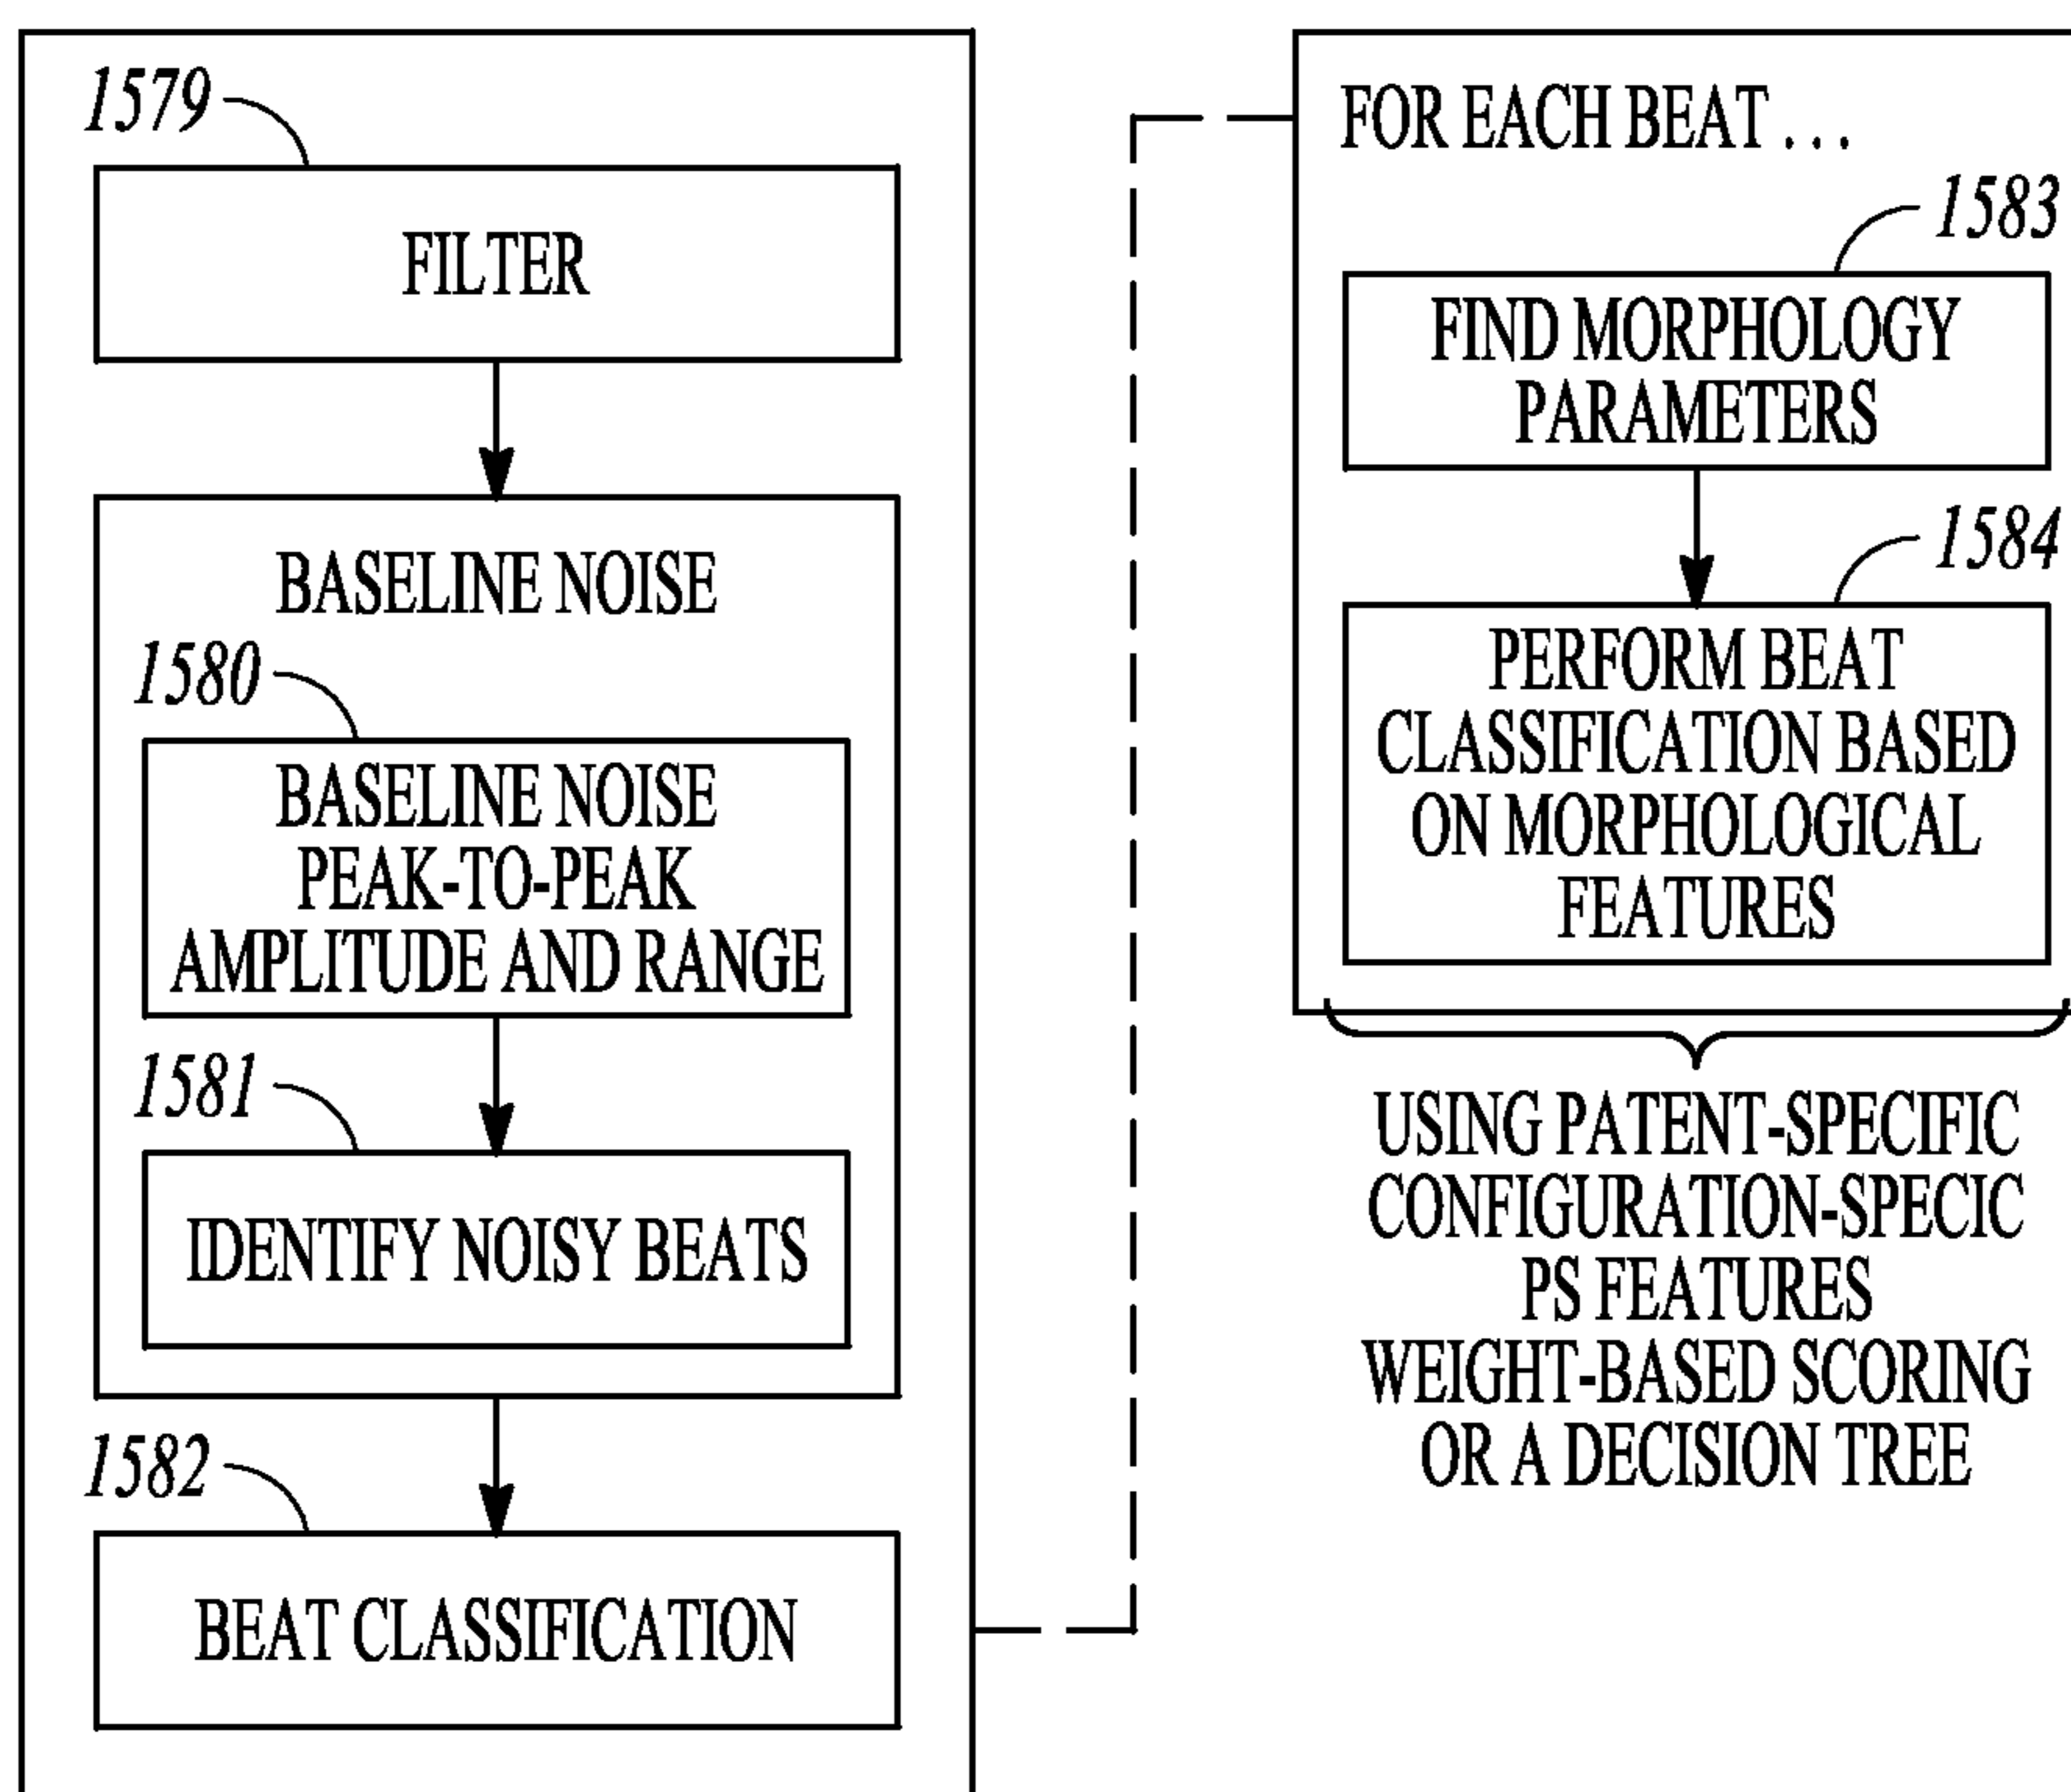 1579
FILTER
BASELINE NOISE
1580
BASELINE NOISE
PEAK-TO-PEAK
AMPLITUDE AND RANGE
1581
IDENTIFY NOISY BEATS
1582
BEAT CLASSIFICATION
FOR EACH BEAT . . .
1583
FIND MORPHOLOGY
PARAMETERS
1584
PERFORM BEAT
CLASSIFICATION BASED
ON MORPHOLOGICAL
FEATURES
USING PATENT-SPECIFIC
CONFIGURATION-SPECIC
PS FEATURES
WEIGHT-BASED SCORING
OR A DECISION TREE